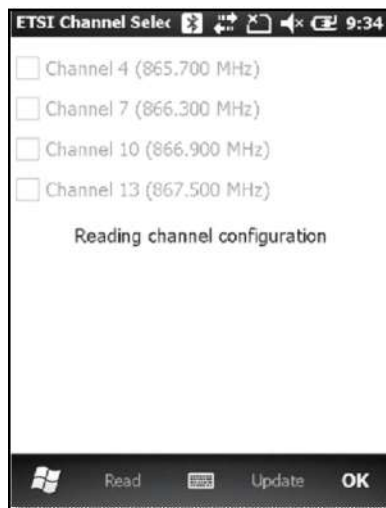 ETSI Channel Selec 9:34
Channel 4 (865.700 MHz)
Channel 7 (866.300 MHz)
Channel 10 (866.900 MHz)
Channel 13 (867.500 MHz)
Reading channel configuration
Read Update OK